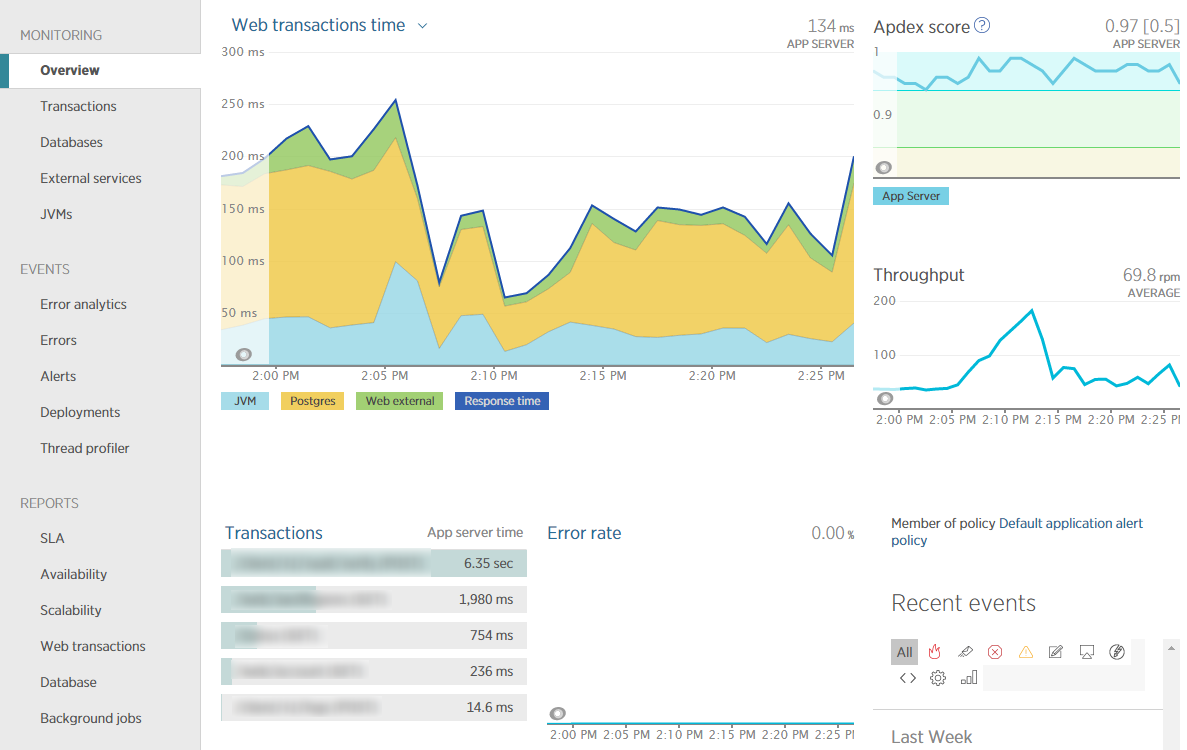 MONITORING
Overview
Transactions
Databases
External services
JVMs
EVENTS
Error analytics
Errors
Alerts
Deployments
Thread profiler
REPORTS
SLA
Availability
Scalability
Web transactions
Database
Background jobs
Web transactions time
134 ms
APP SERVER
300 ms
250 ms
200 ms
150 ms
100 ms
50 ms
2:00 PM 2:05 PM 2:10 PM 2:15 PM 2:20 PM 2:25 PM
JVM Postgres Web external Response time
Apdex score ?
0.97 [0.5]
APP SERVER
1
0.9
App Server
Throughput
69.8 rpm
AVERAGE
200
100
2:00 PM 2:05 PM 2:10 PM 2:15 PM 2:20 PM 2:25 PM
Transactions App server time
6.35 sec
1,980 ms
754 ms
236 ms
14.6 ms
Error rate
0.00 %
2:00 PM 2:05 PM 2:10 PM 2:15 PM 2:20 PM 2:25 P
Member of policy Default application alert
policy
Recent events
All
Last Week